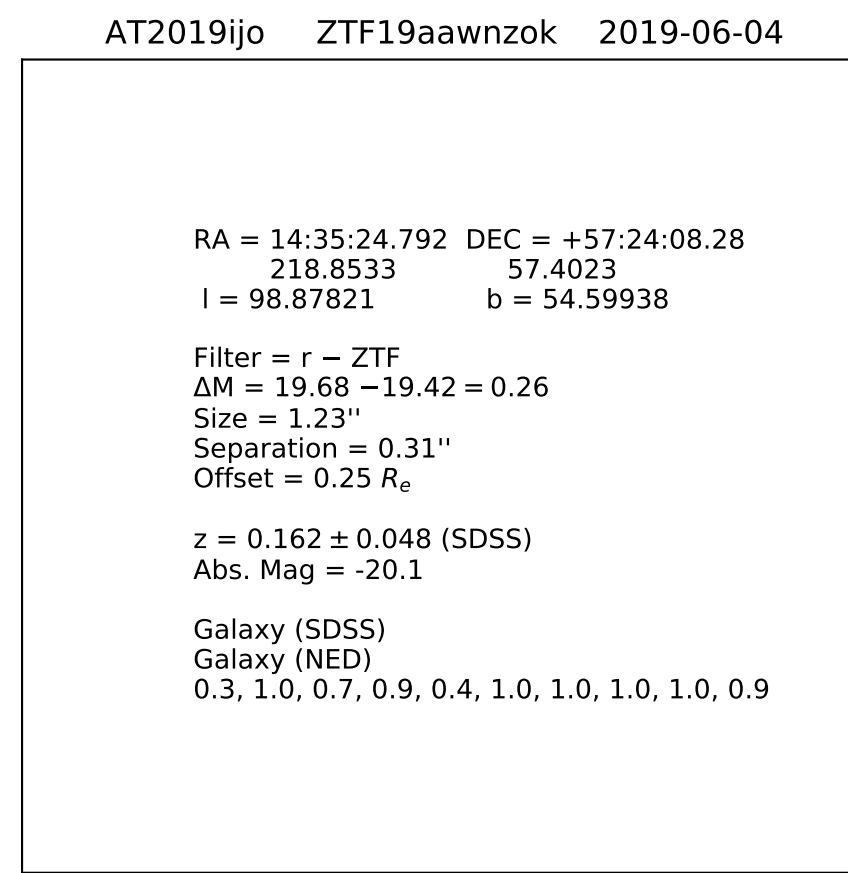 AT2019ijo ZTF19aawnzok 2019-06-04
RA = 14:35:24.792 DEC = +57:24:08.28
218.8533 57.4023
l = 98.87821 b = 54.59938
Filter = r − ZTF
ΔM = 19.68 −19.42 = 0.26
Size = 1.23''
Separation = 0.31''
Offset = 0.25 Rₑ
z = 0.162 ± 0.048 (SDSS)
Abs. Mag = -20.1
Galaxy (SDSS)
Galaxy (NED)
0.3, 1.0, 0.7, 0.9, 0.4, 1.0, 1.0, 1.0, 1.0, 0.9